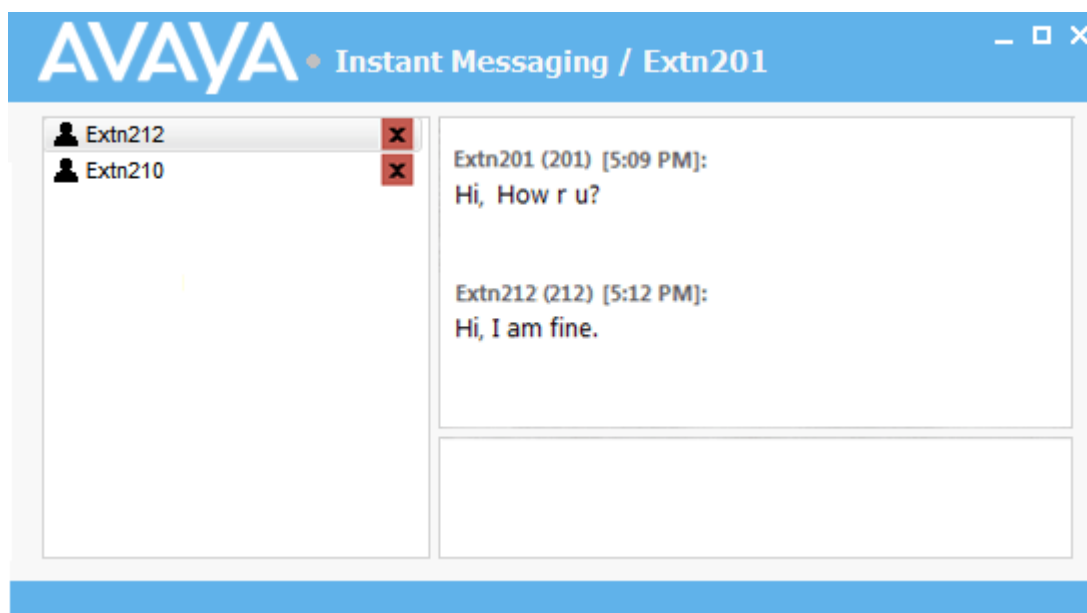 AVAYA • Instant Messaging / Extn201
Extn212
Extn210
Extn201 (201) [5:09 PM]:
Hi, How r u?
Extn212 (212) [5:12 PM]:
Hi, I am fine.